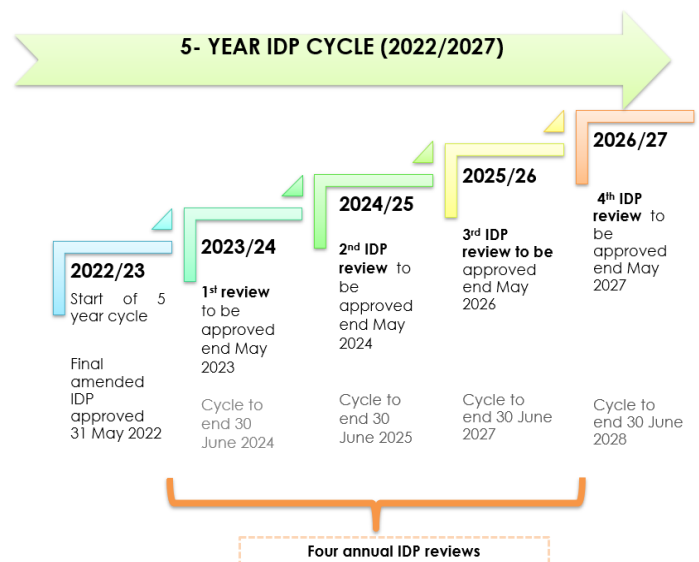 5- YEAR IDP CYCLE (2022/2027)
2022/23
Start of 5
year cycle
Final
amended
IDP
approved
31 May 2022
2023/24
1st review
to be
approved
end May
2023
Cycle to
end 30
June 2024
2024/25
2nd IDP
review to
be
approved
end May
2024
Cycle to
end 30
June 2025
2025/26
3rd IDP
review to be
approved
end May
2026
Cycle to
end 30 June
2027
2026/27
4th IDP
review to
be
approved
end May
2027
Cycle to
end 30 June
2028
Four annual IDP reviews